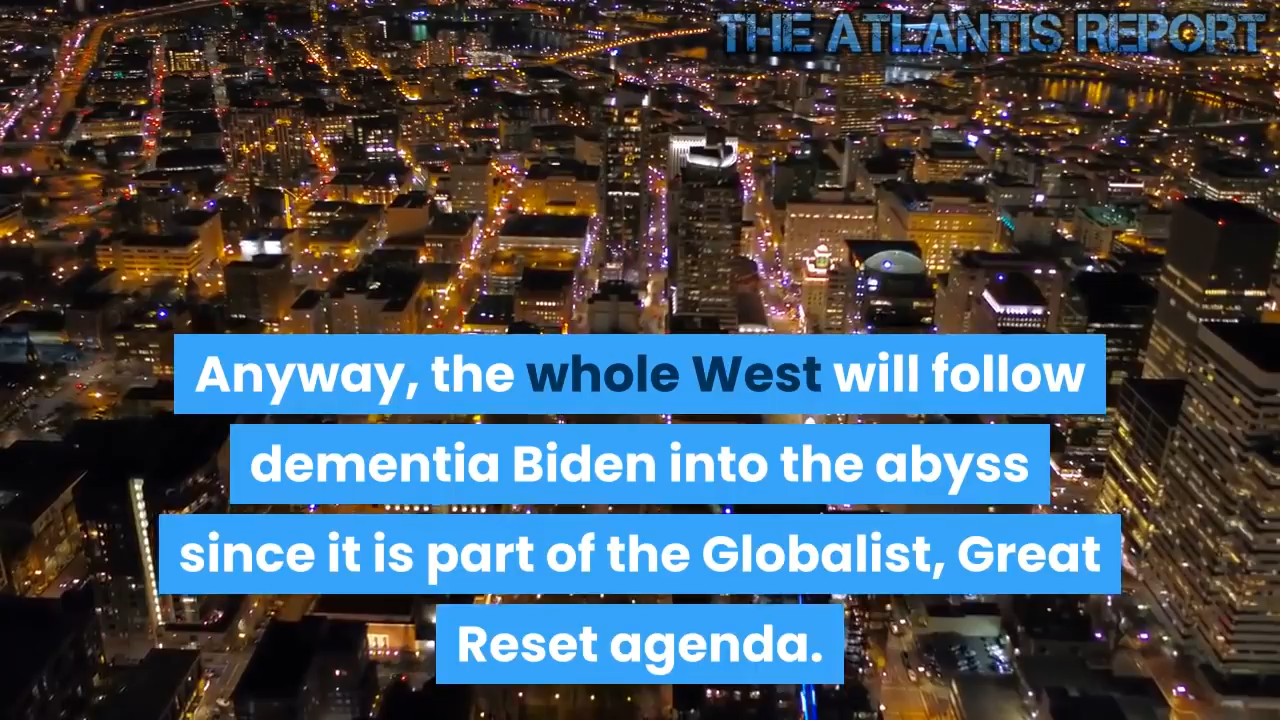 THE ATLANTIS REPORT
Anyway, the whole West will follow
dementia Biden into the abyss
since it is part of the Globalist, Great
Reset agenda.